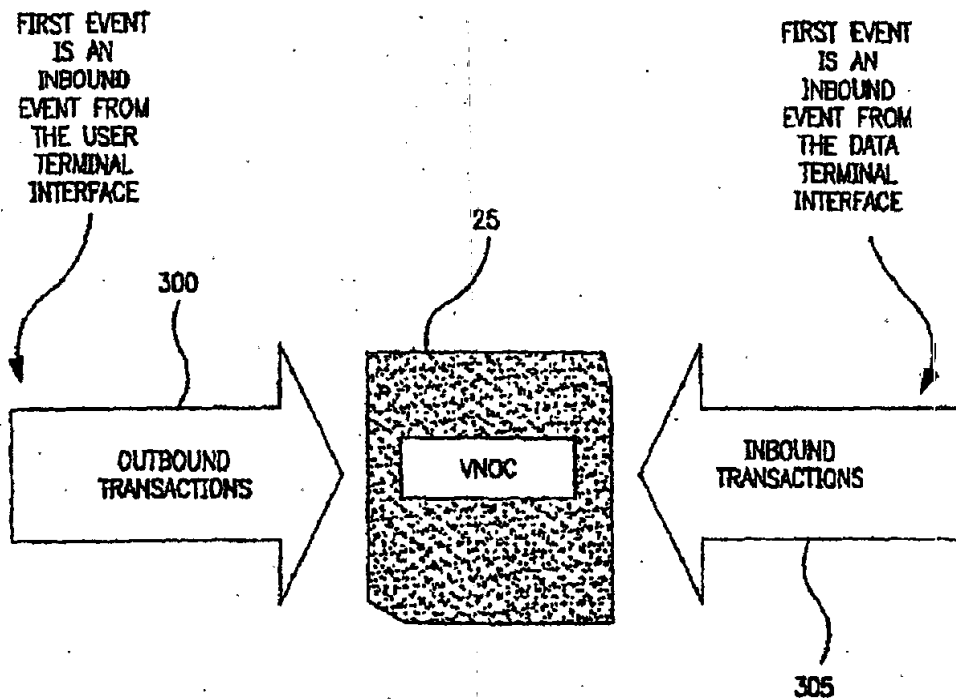 FIRST EVENT
IS AN
INBOUND
EVENT FROM
THE USER
TERMINAL
INTERFACE
FIRST EVENT
IS AN
INBOUND
EVENT FROM
THE DATA
TERMINAL
INTERFACE
25
300
OUTBOUND
TRANSACTIONS
VNOC
INBOUND
TRANSACTIONS
305